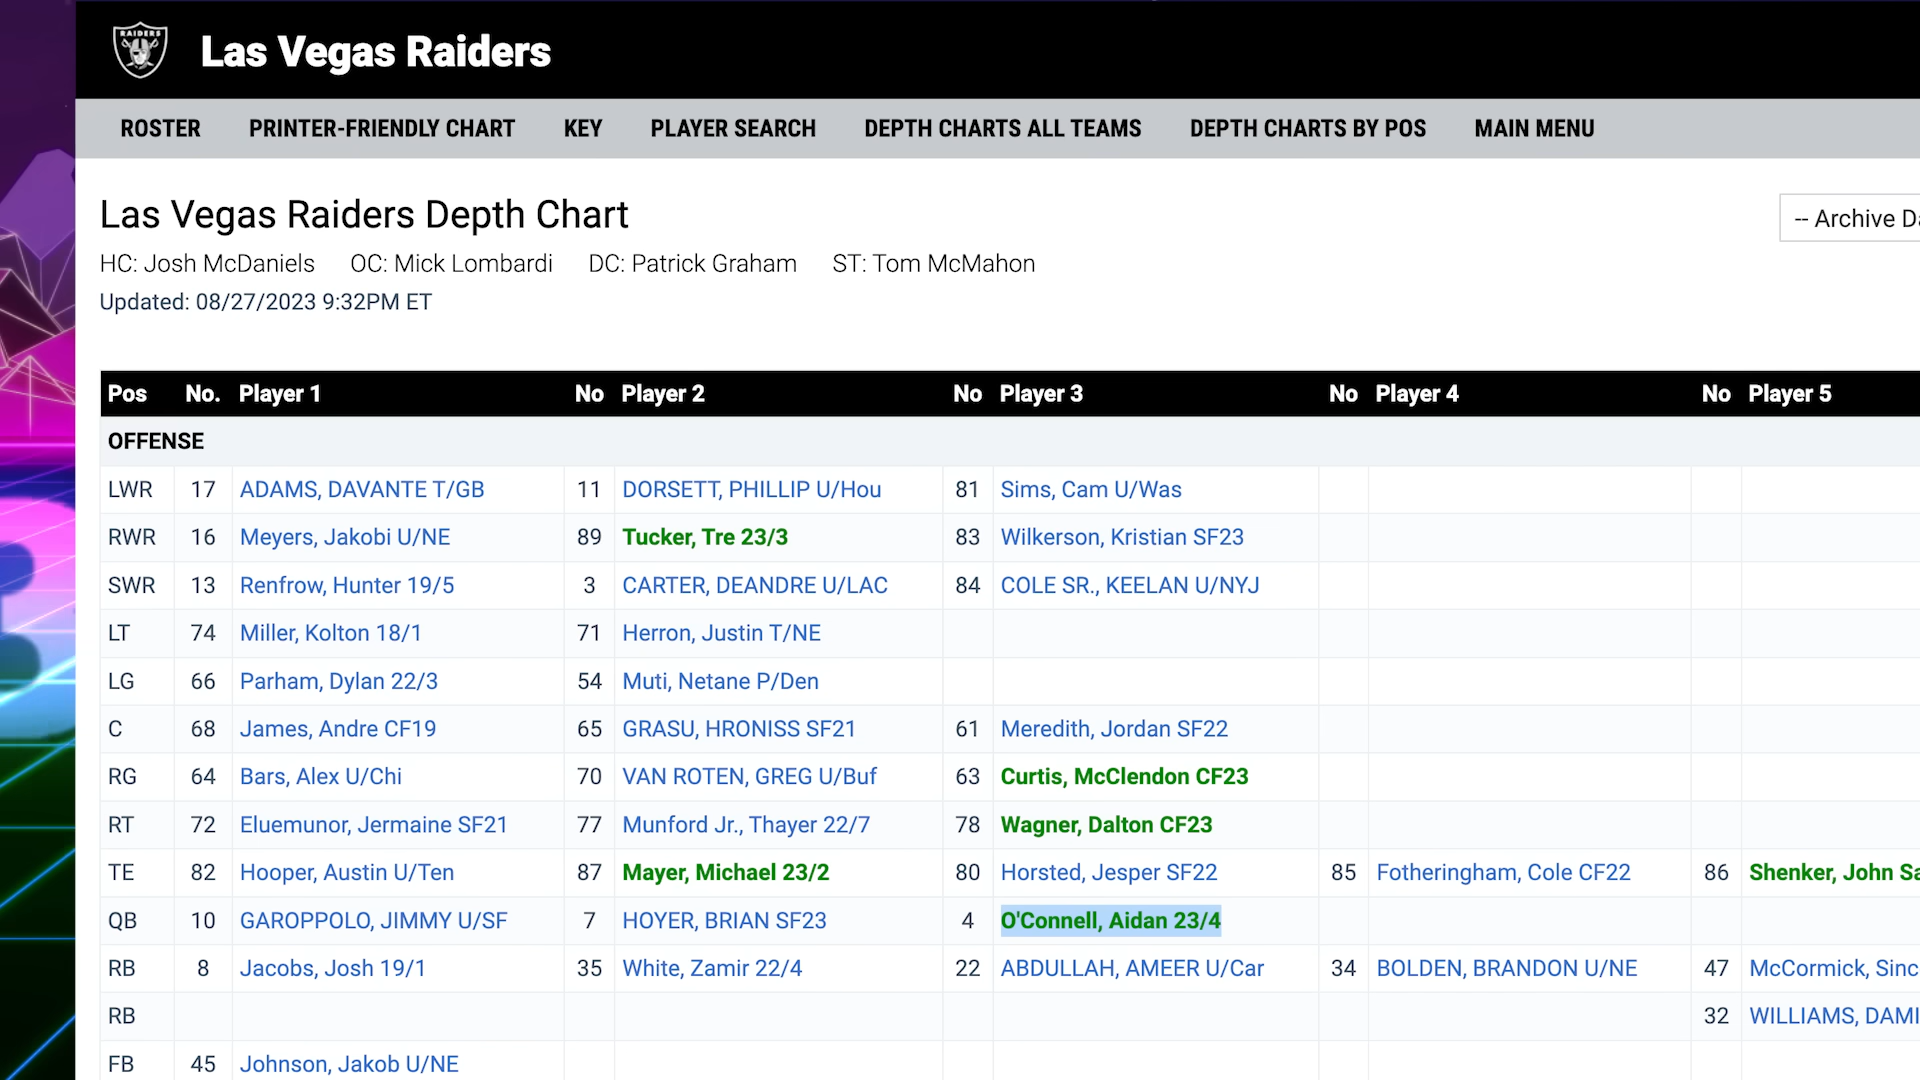 RAIDERS
Las Vegas Raiders
ROSTER PRINTER-FRIENDLY CHART KEY PLAYER SEARCH DEPTH CHARTS ALL TEAMS DEPTH CHARTS BY POS MAIN MENU
Las Vegas Raiders Depth Chart
-- Archive Da
HC: Josh McDaniels OC: Mick Lombardi DC: Patrick Graham ST: Tom McMahon
Updated: 08/27/2023 9:32PM ET
Pos No. Player 1 No Player 2 No Player 3 No Player 4 No Player 5
OFFENSE
LWR 17 ADAMS, DAVANTE T/GB 11 DORSETT, PHILLIP U/Hou 81 Sims, Cam U/Was
RWR 16 Meyers, Jakobi U/NE 89 Tucker, Tre 23/3 83 Wilkerson, Kristian SF23
SWR 13 Renfrow, Hunter 19/5 3 CARTER, DEANDRE U/LAC 84 COLE SR., KEELAN U/NYJ
LT 74 Miller, Kolton 18/1 71 Herron, Justin T/NE
LG 66 Parham, Dylan 22/3 54 Muti, Netane P/Den
C 68 James, Andre CF19 65 GRASU, HRONISS SF21 61 Meredith, Jordan SF22
RG 64 Bars, Alex U/Chi 70 VAN ROTEN, GREG U/Buf 63 Curtis, McClendon CF23
RT 72 Eluemunor, Jermaine SF21 77 Munford Jr., Thayer 22/7 78 Wagner, Dalton CF23
TE 82 Hooper, Austin U/Ten 87 Mayer, Michael 23/2 80 Horsted, Jesper SF22 85 Fotheringham, Cole CF22 86 Shenker, John Sa
QB 10 GAROPPOLO, JIMMY U/SF 7 HOYER, BRIAN SF23 4 O'Connell, Aidan 23/4
RB 8 Jacobs, Josh 19/1 35 White, Zamir 22/4 22 ABDULLAH, AMEER U/Car 34 BOLDEN, BRANDON U/NE 47 McCormick, Sinc
RB 32 WILLIAMS, DAMI
FB 45 Johnson, Jakob U/NE